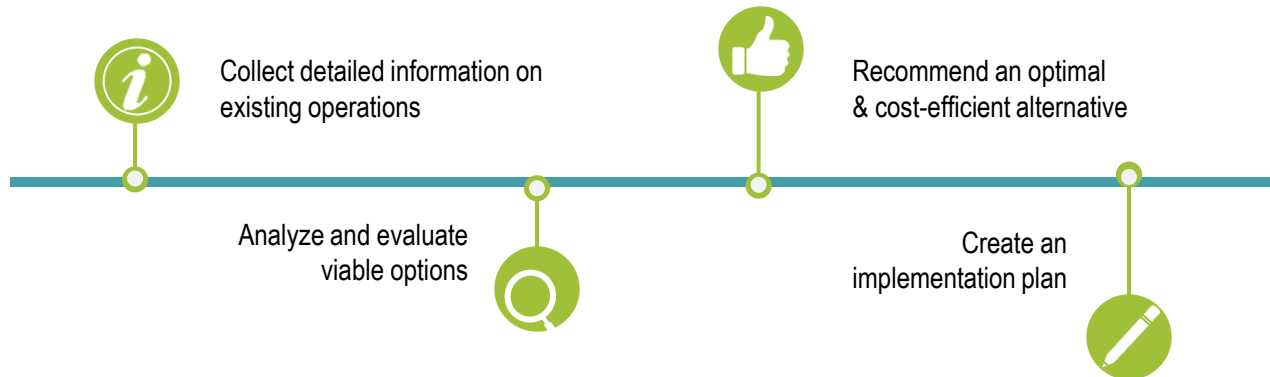 Collect detailed information on
existing operations
Analyze and evaluate
viable options
Recommend an optimal
& cost-efficient alternative
Create an
implementation plan